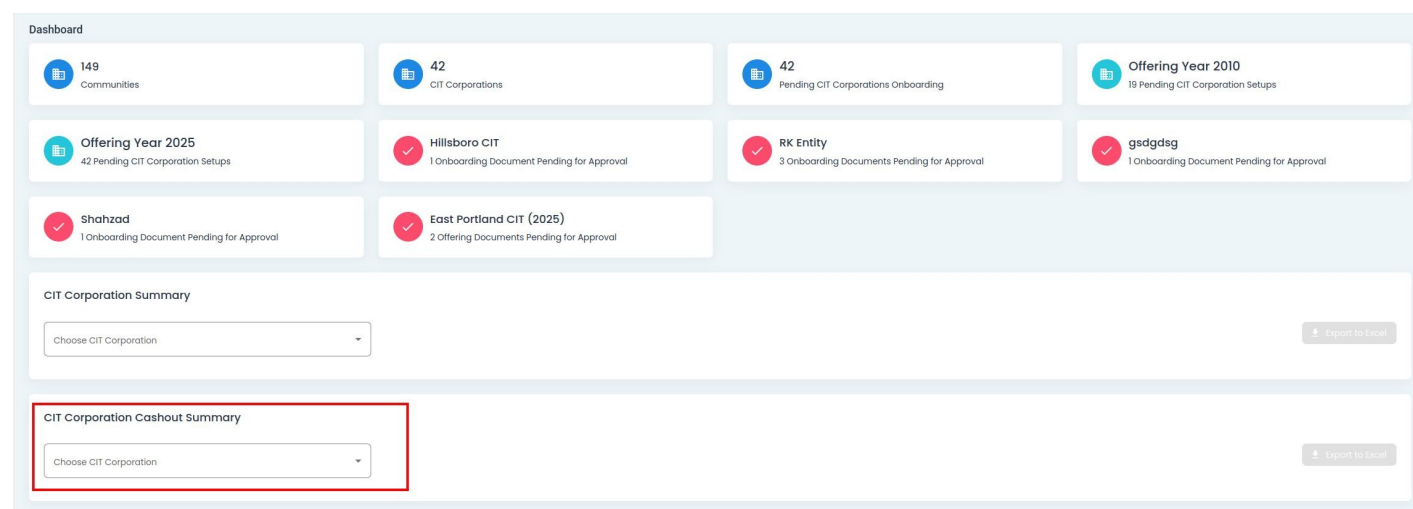 Dashboard
149
Communities
42
CIT Corporations
42
Pending CIT Corporations Onboarding
Offering Year 2010
19 Pending CIT Corporation Setups
Offering Year 2025
42 Pending CIT Corporation Setups
Hillsboro CIT
1 Onboarding Document Pending for Approval
RK Entity
3 Onboarding Documents Pending for Approval
gsdgdsg
1 Onboarding Document Pending for Approval
Shahzad
1 Onboarding Document Pending for Approval
East Portland CIT (2025)
2 Offering Documents Pending for Approval
CIT Corporation Summary
Choose CIT Corporation
Export to Excel
CIT Corporation Cashout Summary
Choose CIT Corporation
Export to Excel